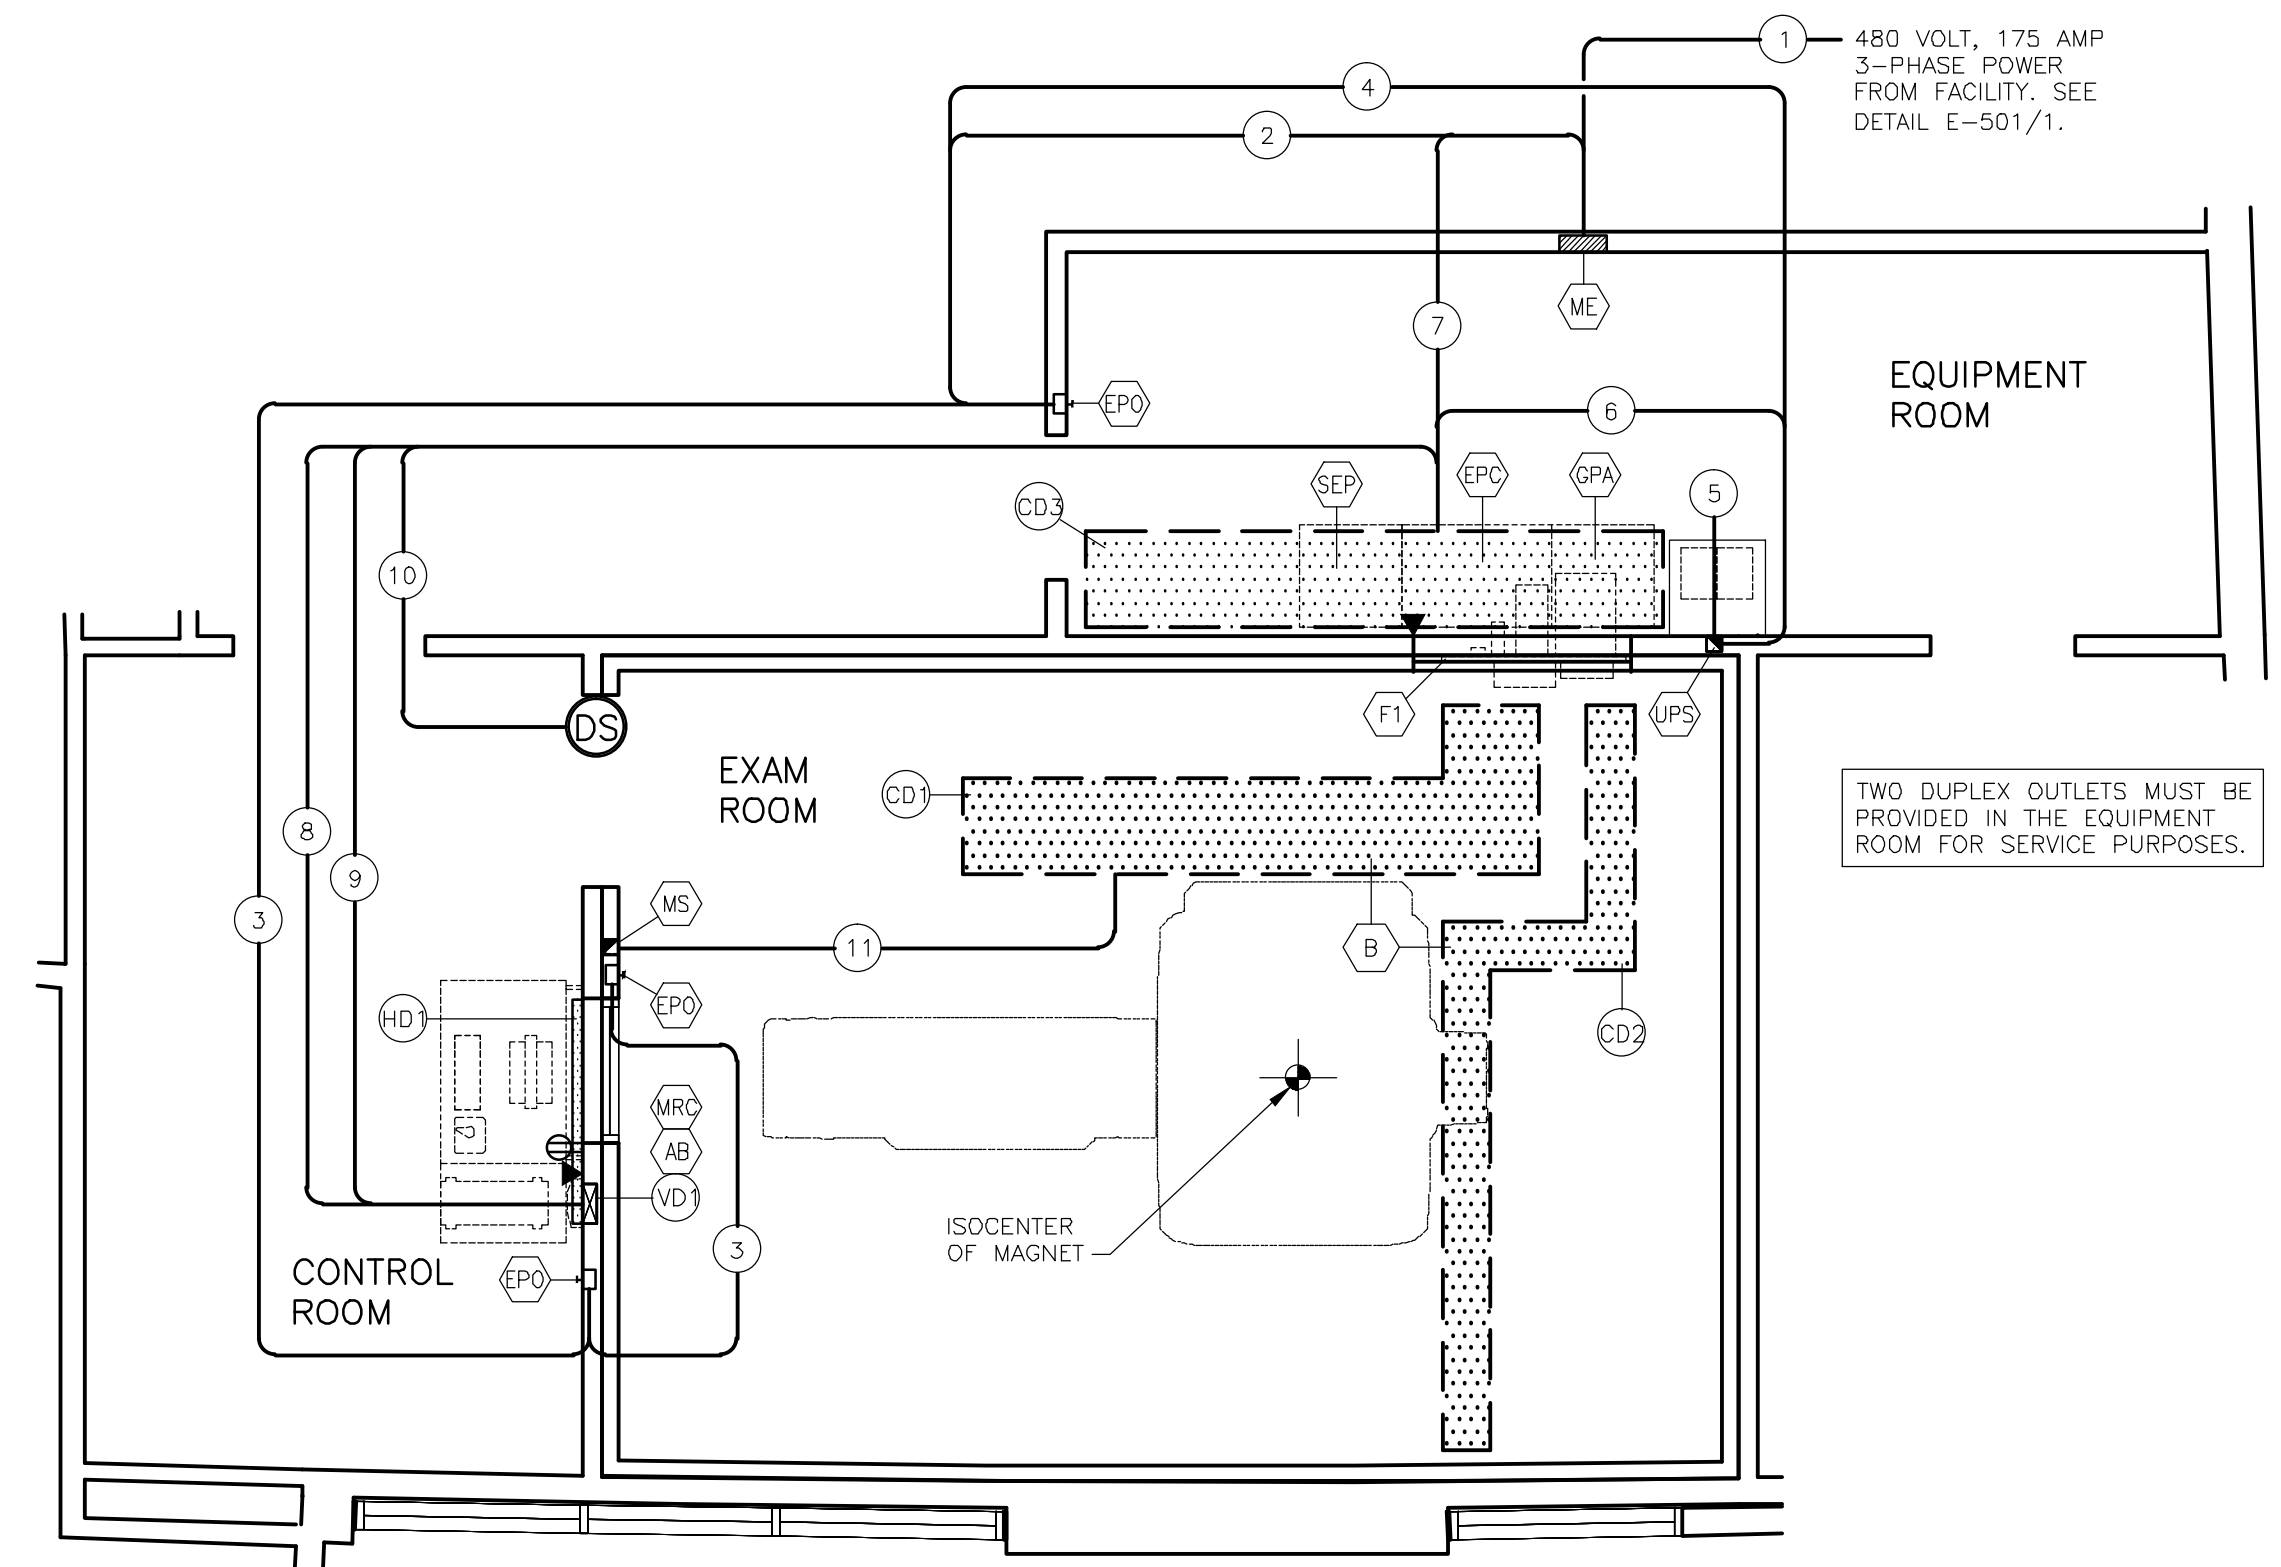 1
480 VOLT, 175 AMP
3-PHASE POWER
FROM FACILITY. SEE
DETAIL E-501/1.
4
2
7
ME
EQUIPMENT
ROOM
EPO
6
SEP
EPC
GPA
5
CD3
10
DS
F1
UPS
EXAM
ROOM
CD1
TWO DUPLEX OUTLETS MUST BE
PROVIDED IN THE EQUIPMENT
ROOM FOR SERVICE PURPOSES.
8
9
3
MS
11
B
EPO
HD1
CD2
MRC
AB
VD1
3
ISOCENTER
OF MAGNET
CONTROL
ROOM
EPO